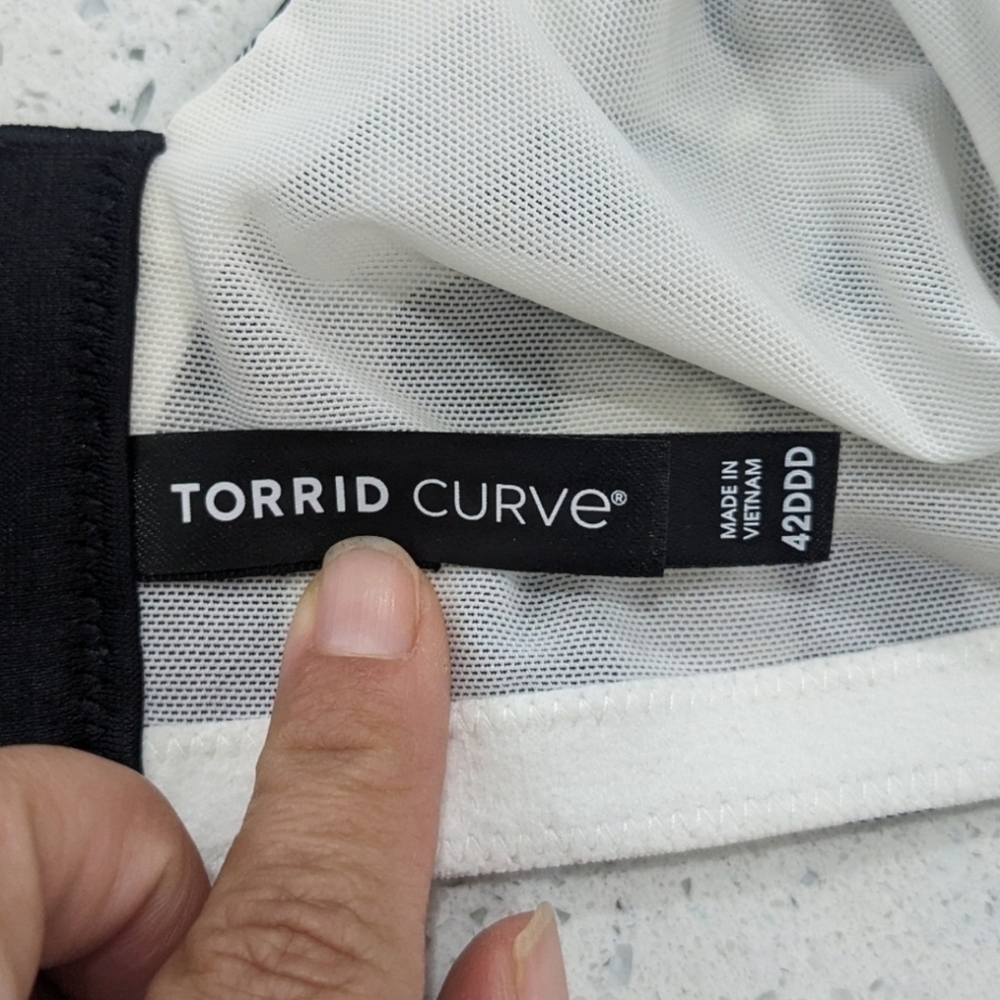 TORRID CURVE®
MADE IN
VIETNAM
42DDD